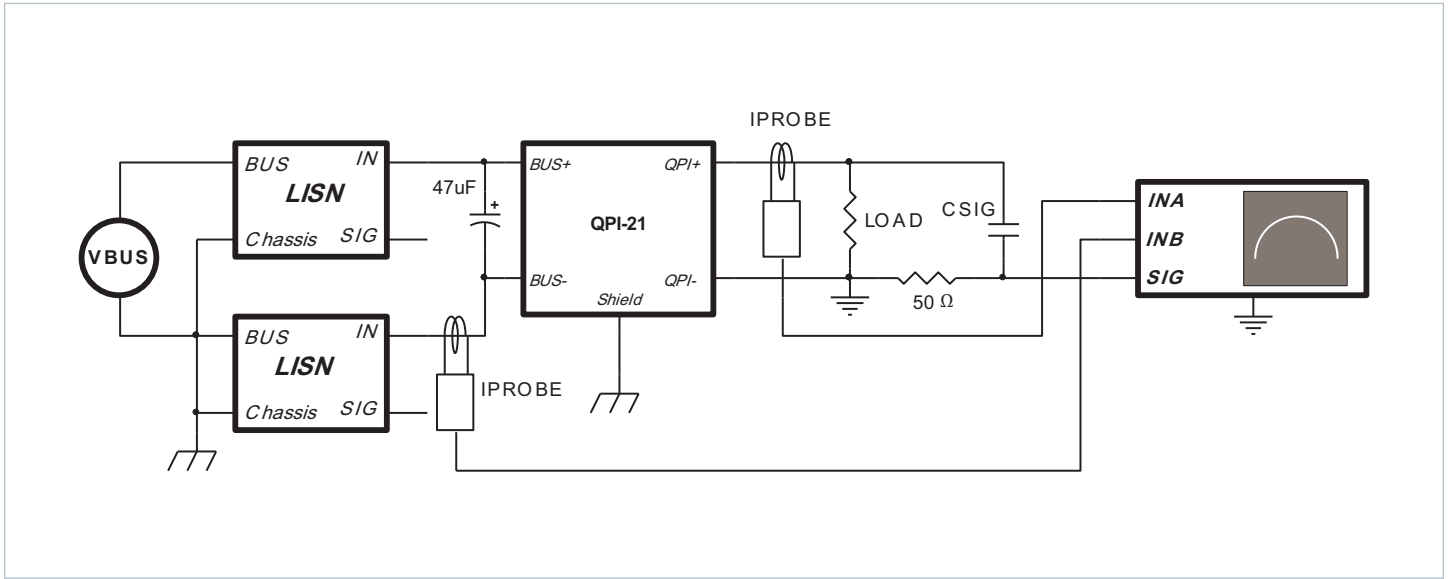 IPROBE
BUS
IN
LISN
Chassis
SIG
47uF
+
BUS+
QPI+
QPI-21
BUS-
QPI-
Shield
LOAD
CSIG
50 Ω
INA
INB
SIG
VBUS
BUS
IN
LISN
Chassis
SIG
IPROBE